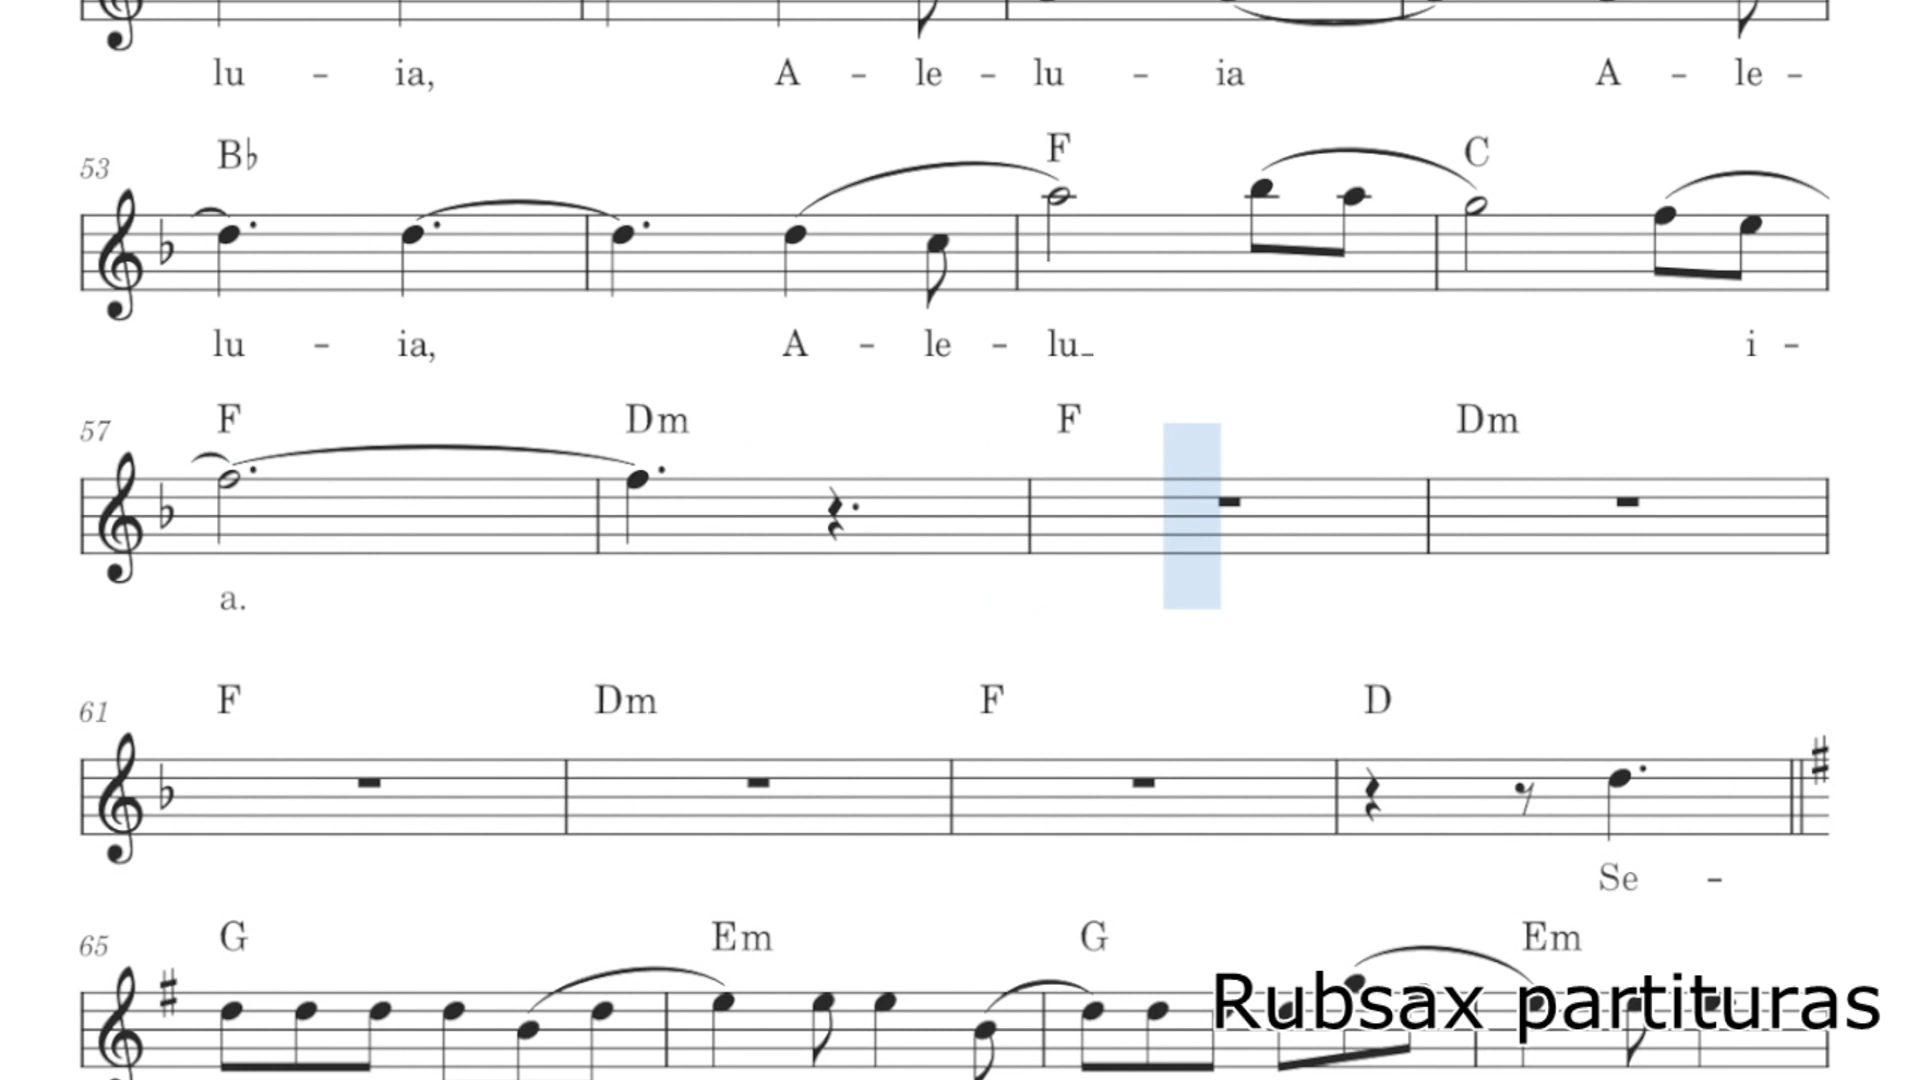 lu - ia, A - le - lu - ia A - le -
53 B♭ F C
lu - ia, A - le - lu_ i -
57 F Dm F Dm
a.
61 F Dm F D
Se -
65 G Em G Em
Rubsax partituras